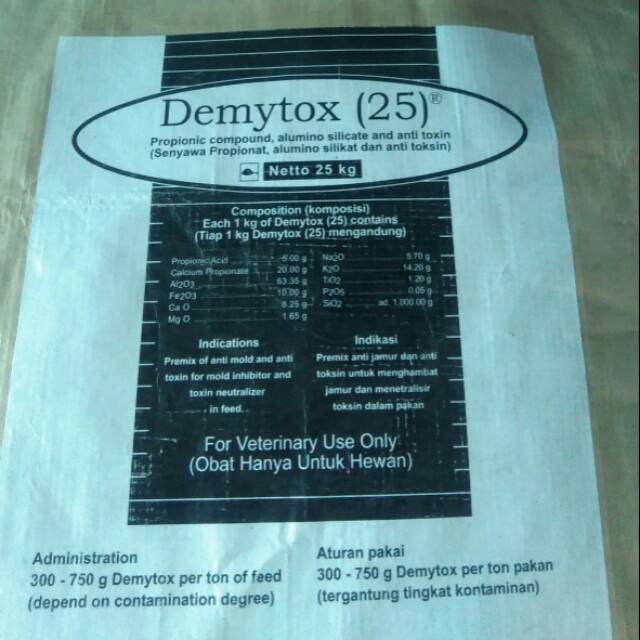 Demytox (25)®
Propionic compound, alumino silicate and anti toxin
(Senyawa Propionat, alumino silikat dan anti toksin)
Netto 25 kg
Composition (komposisi)
Each 1 kg of Demytox (25) contains
(Tiap 1 kg Demytox (25) mengandung)
Propionic Acid 5.00 g
Calcium Propionate 20.00 g
Al2O3 63.35 g
Fe2O3 10.00 g
Ca O 8.25 g
Mg O 1.65 g
Na2O 5.70 g
K2O 14.20 g
TiO2 1.20 g
P2O5 0.05 g
SiO2 ad. 1.000.00 g
Indications
Premix of anti mold and anti
toxin for mold inhibitor and
toxin neutralizer
in feed.
Indikasi
Premix anti jamur dan anti
toksin untuk menghambat
jamur dan menetralisir
toksin dalam pakan
For Veterinary Use Only
(Obat Hanya Untuk Hewan)
Administration
300 - 750 g Demytox per ton of feed
(depend on contamination degree)
Aturan pakai
300 - 750 g Demytox per ton pakan
(tergantung tingkat kontaminan)